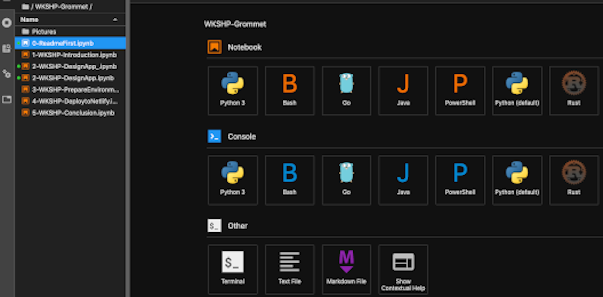 / WKSHP-Grommet /
Name
Pictures
0-ReadmeFirst.ipynb
1-WKSHP-Introduction.ipynb
2-WKSHP-DesignApp_.ipynb
2-WKSHP-DesignApp.ipynb
3-WKSHP-PrepareEnvironm...
4-WKSHP-DeploytoNetlify.i...
5-WKSHP-Conclusion.ipynb
WKSHP-Grommet
Notebook
Python 3
B
Bash
Go
J
Java
P
PowerShell
Python (default)
Rust
Console
Python 3
B
Bash
Go
J
Java
P
PowerShell
Python (default)
Rust
$_ Other
$_
Terminal
Text File
M
Markdown File
Show
Contextual Help